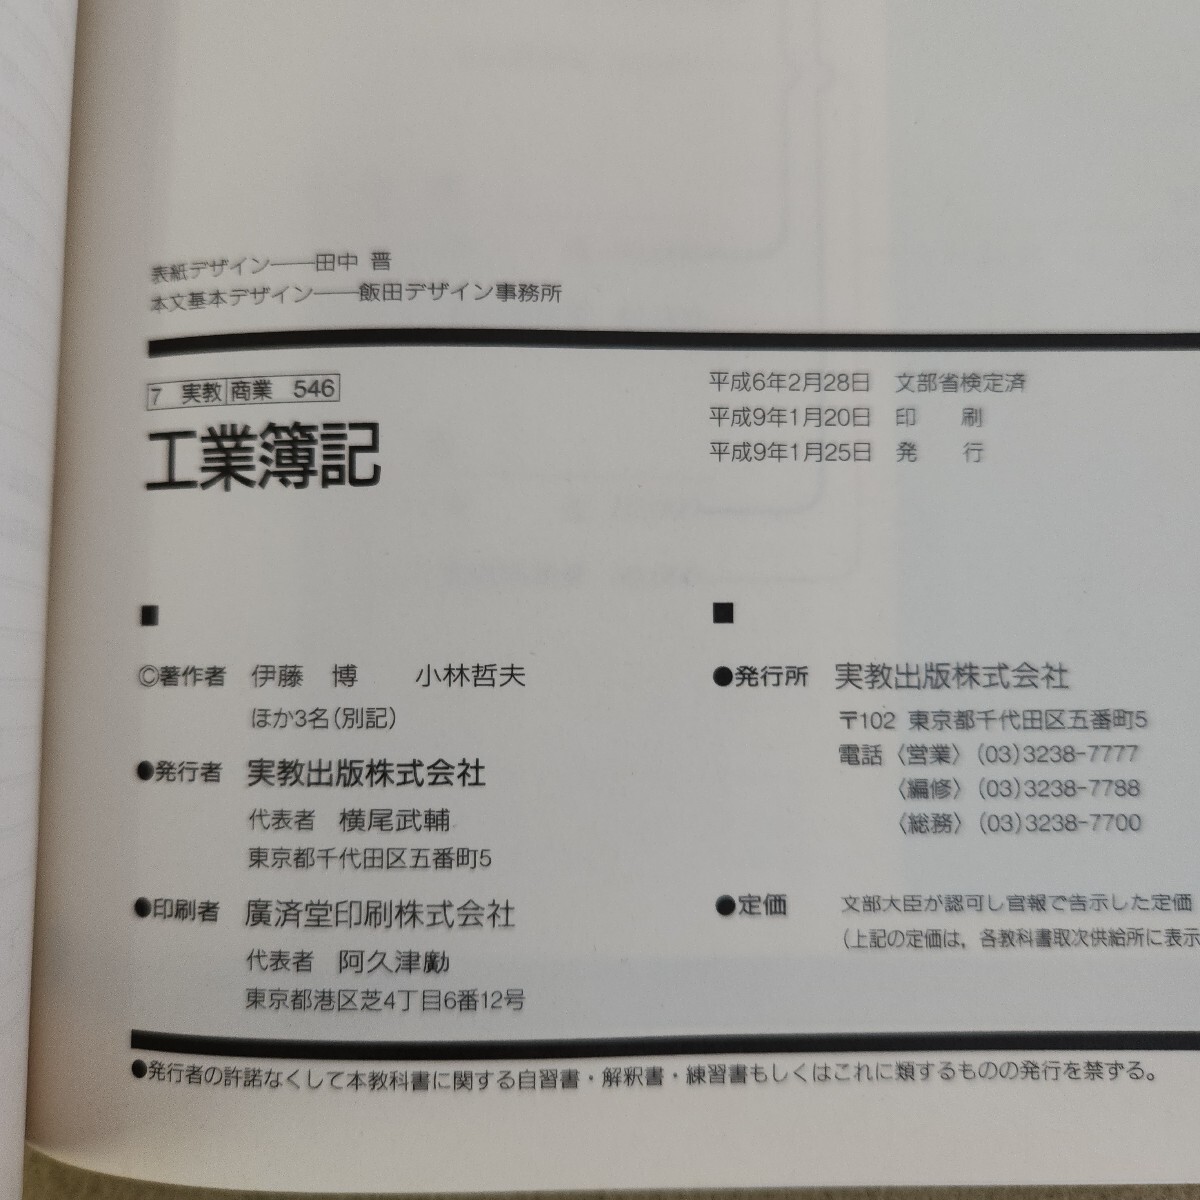 表紙デザイン――田中 晋
本文基本デザイン――飯田デザイン事務所
7 実教 商業 546
工業簿記
平成6年2月28日 文部省検定済
平成9年1月20日 印 刷
平成9年1月25日 発 行
■
©著作者 伊藤 博 小林哲夫
ほか3名(別記)
●発行者 実教出版株式会社
代表者 横尾武輔
東京都千代田区五番町5
●印刷者 廣済堂印刷株式会社
代表者 阿久津勵
東京都港区芝4丁目6番12号
■
●発行所 実教出版株式会社
〒102 東京都千代田区五番町5
電話〈営業〉(03)3238-7777
〈編修〉(03)3238-7788
〈総務〉(03)3238-7700
●定価 文部大臣が認可し官報で告示した定価
(上記の定価は,各教科書取次供給所に表示
●発行者の許諾なくして本教科書に関する自習書・解釈書・練習書もしくはこれに類するものの発行を禁ずる。